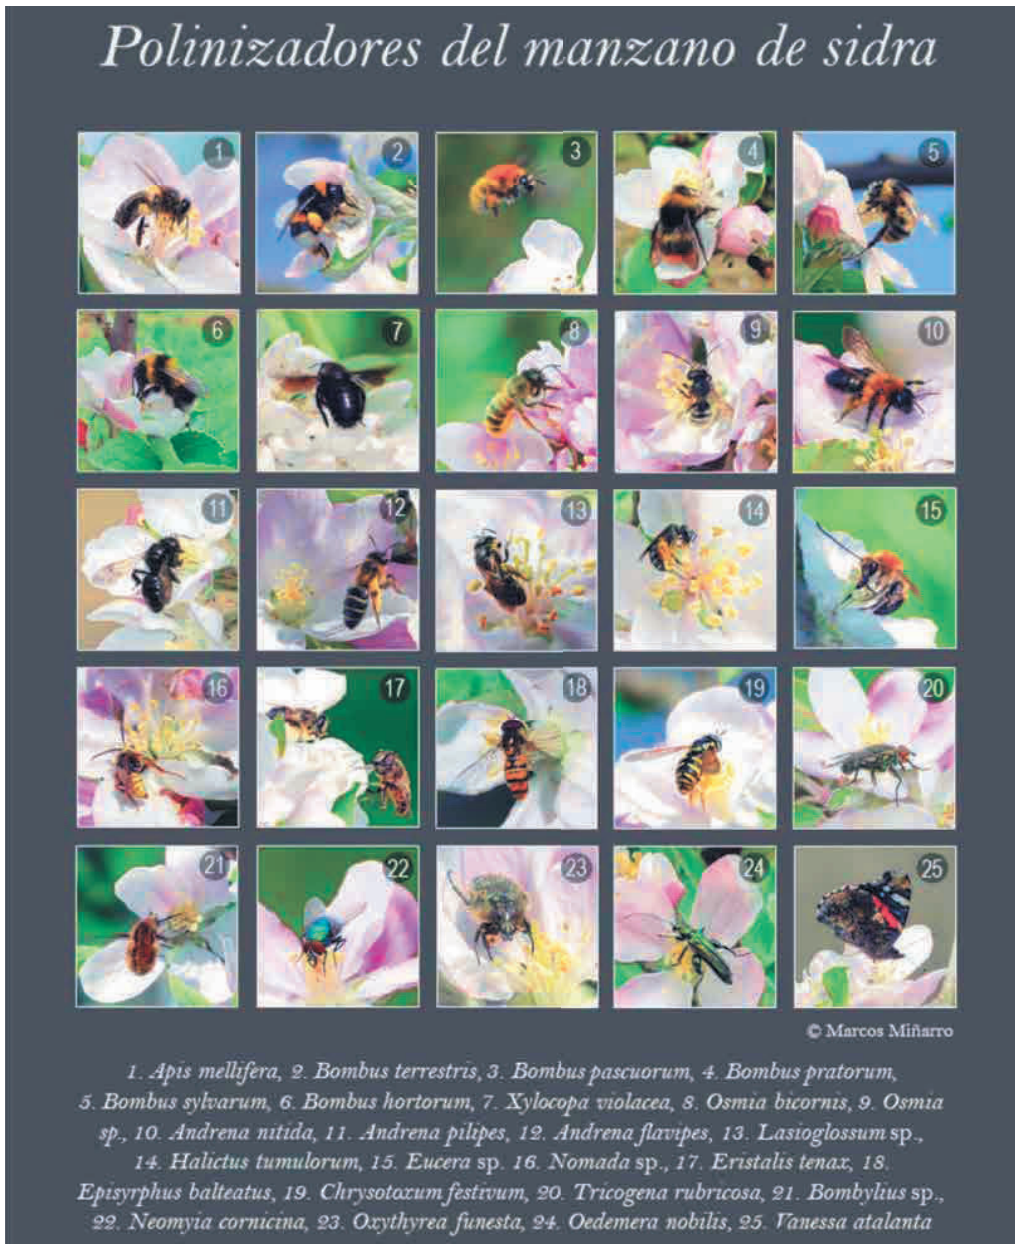 Polinizadores del manzano de sidra
1 2 3 4 5
6 7 8 9 10
11 12 13 14 15
16 17 18 19 20
21 22 23 24 25
© Marcos Miñarro
1. Apis mellifera, 2. Bombus terrestris, 3. Bombus pascuorum, 4. Bombus pratorum,
5. Bombus sylvarum, 6. Bombus hortorum, 7. Xylocopa violacea, 8. Osmia bicornis, 9. Osmia
sp., 10. Andrena nitida, 11. Andrena pilipes, 12. Andrena flavipes, 13. Lasioglossum sp.,
14. Halictus tumulorum, 15. Eucera sp. 16. Nomada sp., 17. Eristalis tenax, 18.
Episyrphus balteatus, 19. Chrysotoxum festivum, 20. Tricogena rubricosa, 21. Bombylius sp.,
22. Neomyia cornicina, 23. Oxythyrea funesta, 24. Oedemera nobilis, 25. Vanessa atalanta